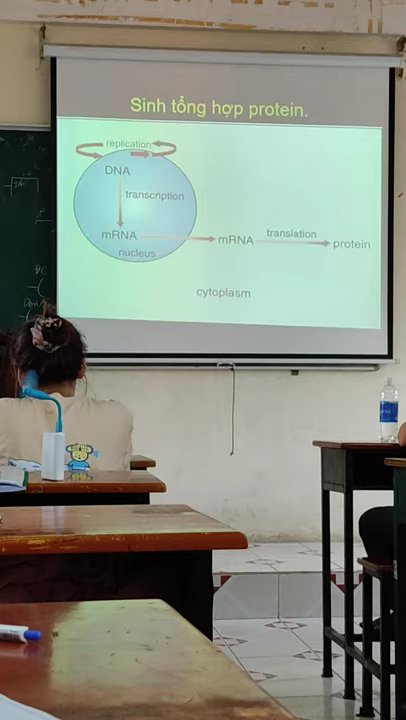 Sinh tổng hợp protein.
replication
DNA
transcription
mRNA
nucleus
mRNA
translation
protein
cytoplasm